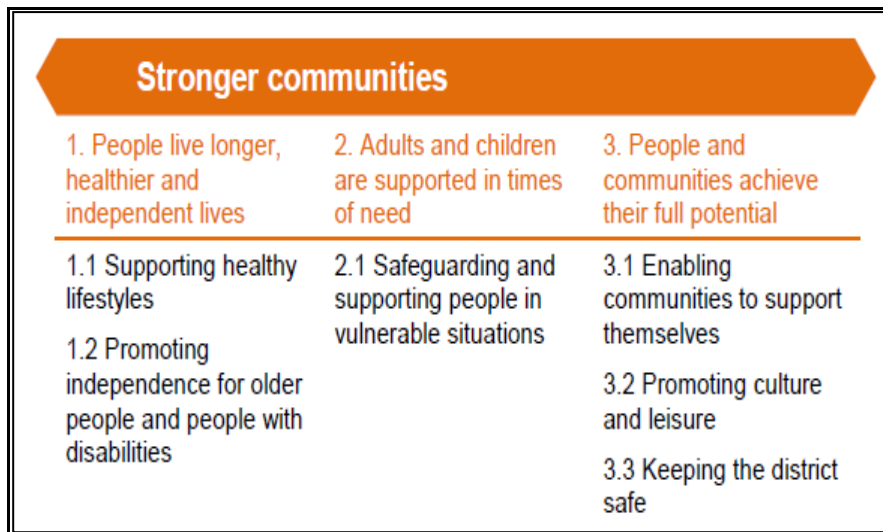 Stronger communities
1. People live longer,
healthier and
independent lives
2. Adults and children
are supported in times
of need
3. People and
communities achieve
their full potential
1.1 Supporting healthy
lifestyles
1.2 Promoting
independence for older
people and people with
disabilities
2.1 Safeguarding and
supporting people in
vulnerable situations
3.1 Enabling
communities to support
themselves
3.2 Promoting culture
and leisure
3.3 Keeping the district
safe